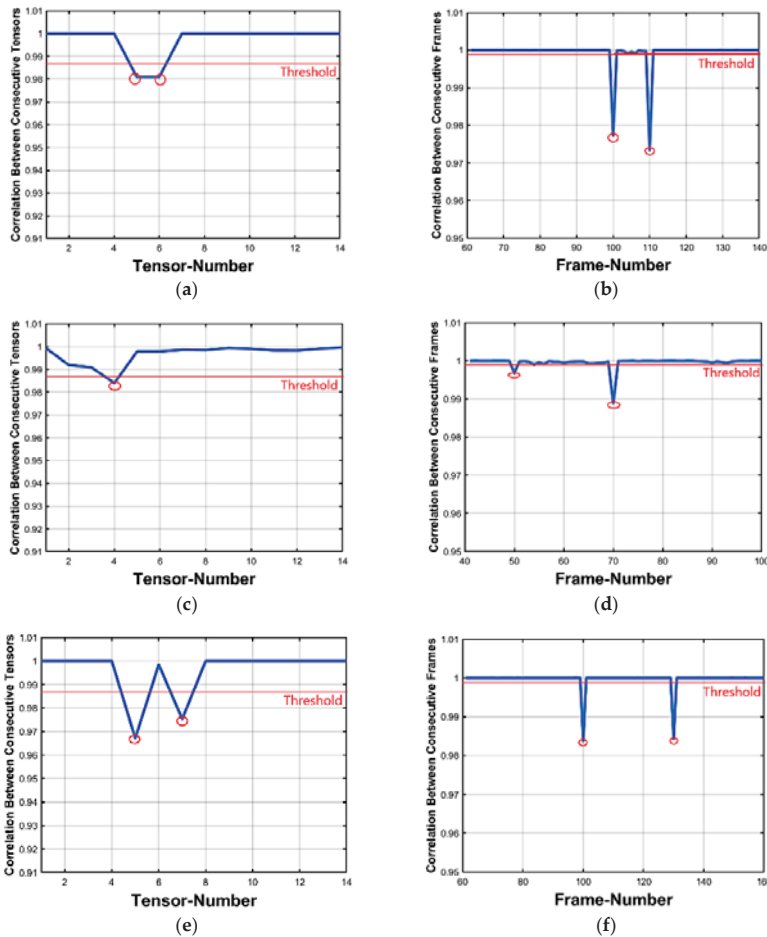 Correlation Between Consecutive Tensors
1.01
1
0.99
0.98
0.97
0.96
0.95
0.94
0.93
0.92
0.91
Threshold
2 4 6 8 10 12 14
Tensor-Number
(a)
Correlation Between Consecutive Frames
1.01
1
0.99
0.98
0.97
0.96
0.95
Threshold
60 70 80 90 100 110 120 130 140
Frame-Number
(b)
Correlation Between Consecutive Tensors
1.01
1
0.99
0.98
0.97
0.96
0.95
0.94
0.93
0.92
0.91
Threshold
2 4 6 8 10 12 14
Tensor-Number
(c)
Correlation Between Consecutive Frames
1.01
1
0.99
0.98
0.97
0.96
0.95
Threshold
40 50 60 70 80 90 100
Frame-Number
(d)
Correlation Between Consecutive Tensors
1.01
1
0.99
0.98
0.97
0.96
0.95
0.94
0.93
0.92
0.91
Threshold
2 4 6 8 10 12 14
Tensor-Number
(e)
Correlation Between Consecutive Frames
1.01
1
0.99
0.98
0.97
0.96
0.95
Threshold
60 80 100 120 140 160
Frame-Number
(f)